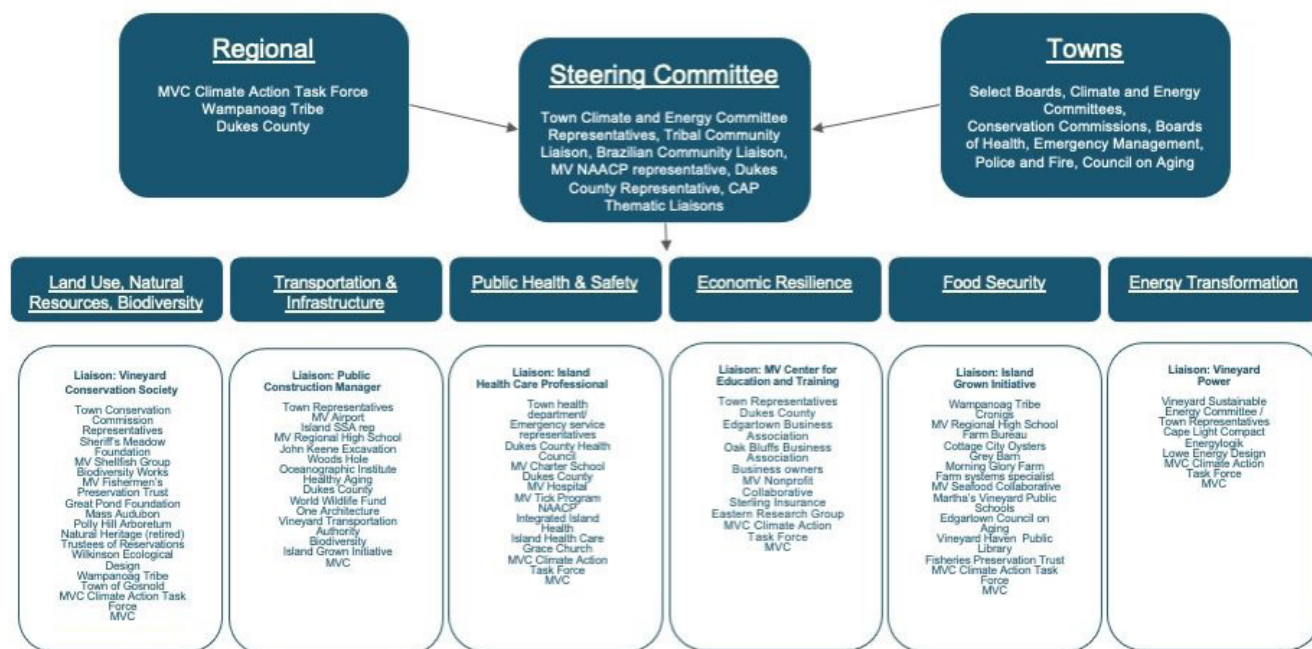 Regional
MVC Climate Action Task Force
Wampanoag Tribe
Dukes County
Steering Committee
Town Climate and Energy Committee
Representatives, Tribal Community
Liaison, Brazilian Community Liaison,
MV NAACP representative, Dukes
County Representative, CAP
Thematic Liaisons
Towns
Select Boards, Climate and Energy
Committees,
Conservation Commissions, Boards
of Health, Emergency Management,
Police and Fire, Council on Aging
Land Use, Natural
Resources, Biodiversity
Liaison: Vineyard
Conservation Society
Town Conservation
Commission
Representatives
Sheriff's Meadow
Foundation
MV Shellfish Group
Biodiversity Works
MV Fishermen's
Preservation Trust
Great Pond Foundation
Mass Audubon
Polly Hill Arboretum
Natural Heritage (retired)
Trustees of Reservations
Wilkinson Ecological
Design
Wampanoag Tribe
Town of Gosnold
MVC Climate Action Task
Force
MVC
Transportation &
Infrastructure
Liaison: Public
Construction Manager
Town Representatives
MV Airport
Island SSA rep
MV Regional High School
John Keene Excavation
Woods Hole
Oceanographic Institute
Healthy Aging
Dukes County
World Wildlife Fund
One Architecture
Vineyard Transportation
Authority
Biodiversity
Island Grown Initiative
MVC
Public Health & Safety
Liaison: Island
Health Care Professional
Town health
department/
Emergency service
representatives
Dukes County Health
Council
MV Charter School
Dukes County
MV Hospital
MV Tick Program
NAACP
Integrated Island
Health
Island Health Care
Grace Church
MVC Climate Action
Task Force
MVC
Economic Resilience
Liaison: MV Center for
Education and Training
Town Representatives
Dukes County
Edgartown Business
Association
Oak Bluffs Business
Association
Business owners
MV Nonprofit
Collaborative
Sterling Insurance
Eastern Research Group
MVC Climate Action
Task Force
MVC
Food Security
Liaison: Island
Grown Initiative
Wampanoag Tribe
Cronigs
MV Regional High School
Farm Bureau
Cottage City Oysters
Grey Barn
Morning Glory Farm
Farm systems specialist
MV Seafood Collaborative
Martha's Vineyard Public
Schools
Edgartown Council on
Aging
Vineyard Haven Public
Library
Fisheries Preservation Trust
MVC Climate Action Task
Force
MVC
Energy Transformation
Liaison: Vineyard
Power
Vineyard Sustainable
Energy Committee /
Town Representatives
Cape Light Compact
Energylogik
Lowe Energy Design
MVC Climate Action
Task Force
MVC